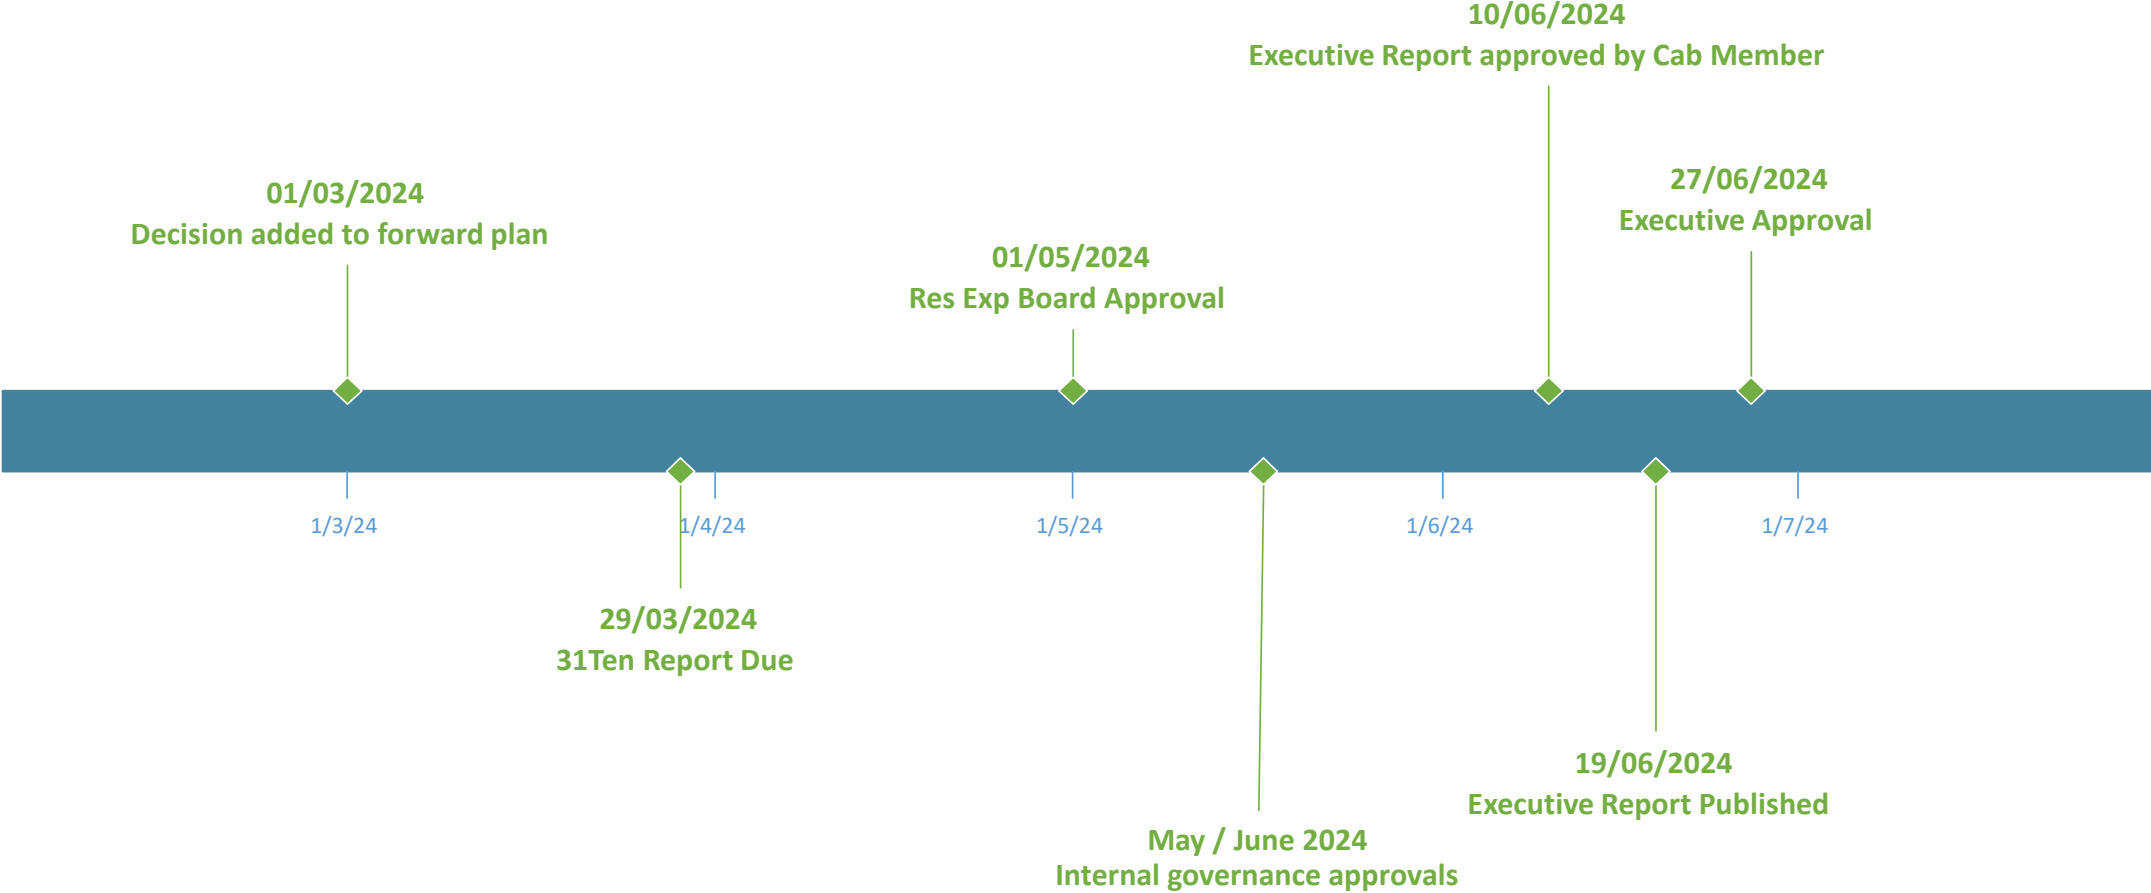 10/06/2024
Executive Report approved by Cab Member
27/06/2024
Executive Approval
01/03/2024
Decision added to forward plan
01/05/2024
Res Exp Board Approval
1/3/24
1/4/24
1/5/24
1/6/24
1/7/24
29/03/2024
31Ten Report Due
19/06/2024
Executive Report Published
May / June 2024
Internal governance approvals